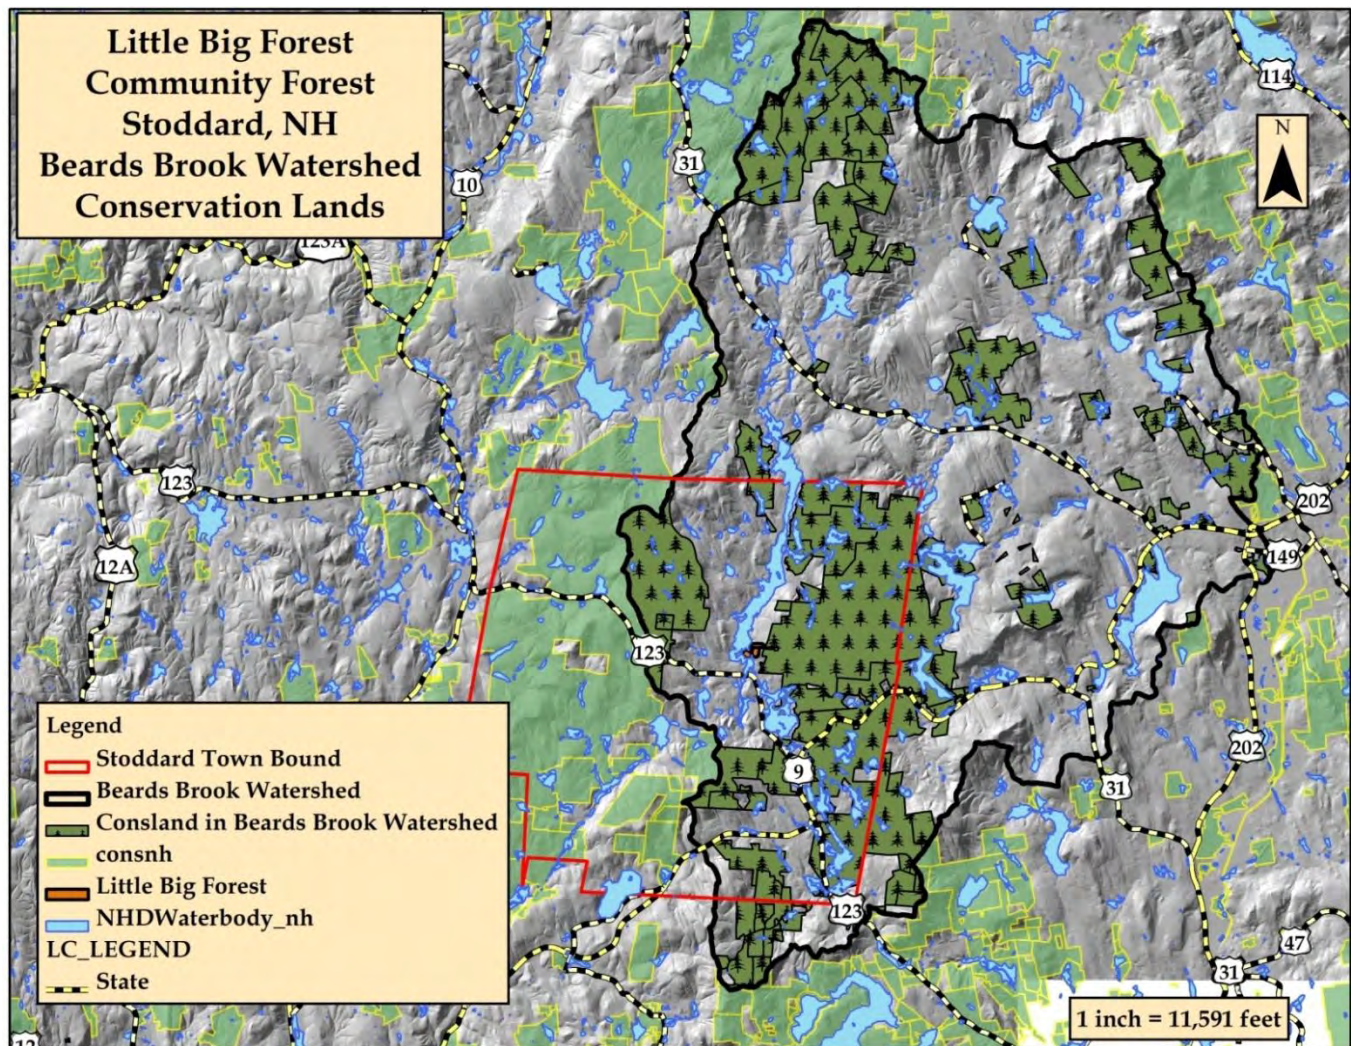 Little Big Forest
Community Forest
Stoddard, NH
Beards Brook Watershed
Conservation Lands
114
N
31
10
123A
123
202
12A
149
123
Legend
Stoddard Town Bound
Beards Brook Watershed
Consland in Beards Brook Watershed
consnh
Little Big Forest
NHDWaterbody_nh
LC_LEGEND
State
9
202
31
123
47
31
1 inch = 11,591 feet
12